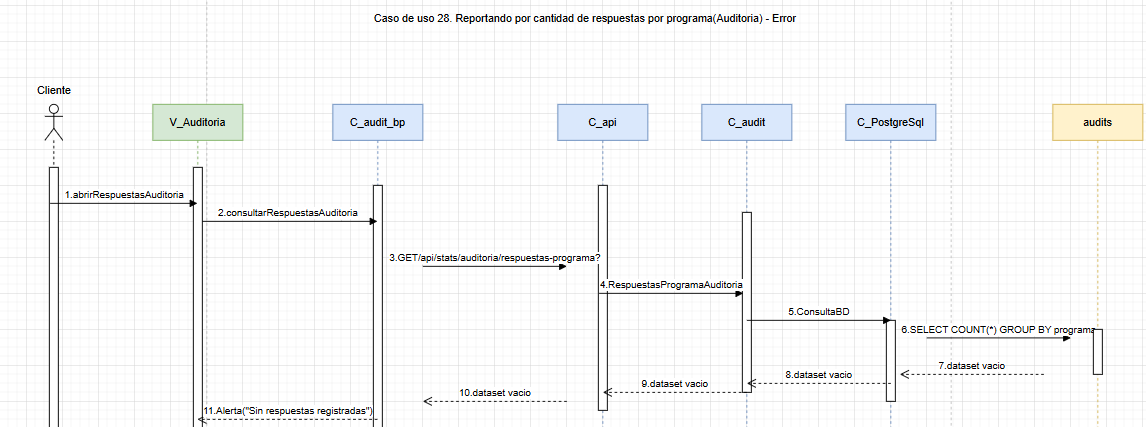 Caso de uso 28. Reportando por cantidad de respuestas por programa(Auditoria) - Error
Cliente
V_Auditoria
C_audit_bp
C_api
C_audit
C_PostgreSql
audits
1.abrirRespuestasAuditoria
2.consultarRespuestasAuditoria
3.GET/api/stats/auditoria/respuestas-programa?
4.RespuestasProgramaAuditoria
5.ConsultaBD
6.SELECT COUNT(*) GROUP BY programa
7.dataset vacio
8.dataset vacio
9.dataset vacio
10.dataset vacio
11.Alerta("Sin respuestas registradas")